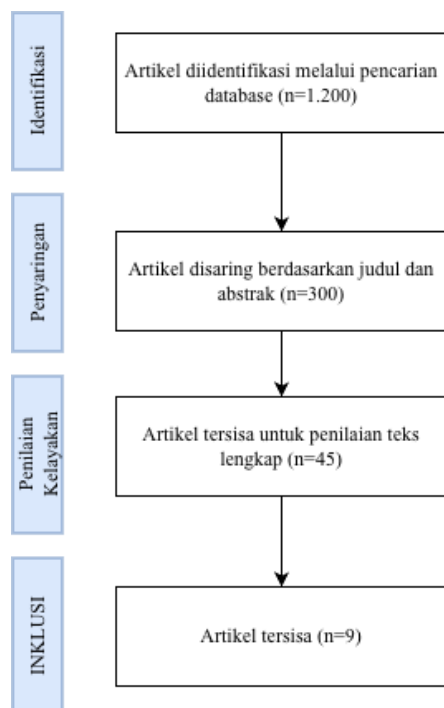 Identifikasi
Artikel diidentifikasi melalui pencarian
database (n=1.200)
Penyaringan
Artikel disaring berdasarkan judul dan
abstrak (n=300)
Penilaian
Kelayakan
Artikel tersisa untuk penilaian teks
lengkap (n=45)
INKLUSI
Artikel tersisa (n=9)